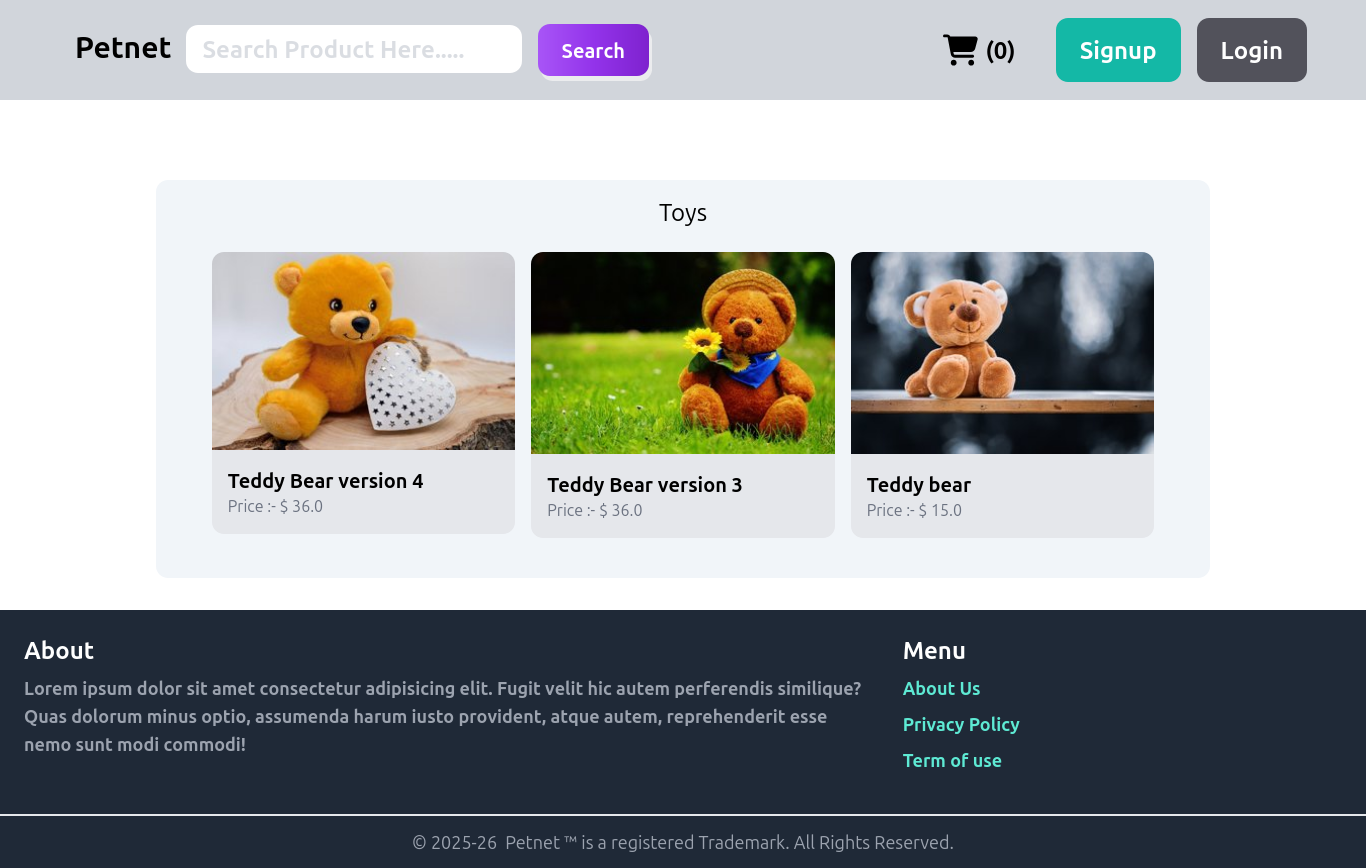 Petnet
Search Product Here.....
Search
(0)
Signup
Login
Toys
Teddy Bear version 4
Price :- $ 36.0
Teddy Bear version 3
Price :- $ 36.0
Teddy bear
Price :- $ 15.0
About
Lorem ipsum dolor sit amet consectetur adipisicing elit. Fugit velit hic autem perferendis similique?
Quas dolorum minus optio, assumenda harum iusto provident, atque autem, reprehenderit esse
nemo sunt modi commodi!
Menu
About Us
Privacy Policy
Term of use
© 2025-26 Petnet ™ is a registered Trademark. All Rights Reserved.